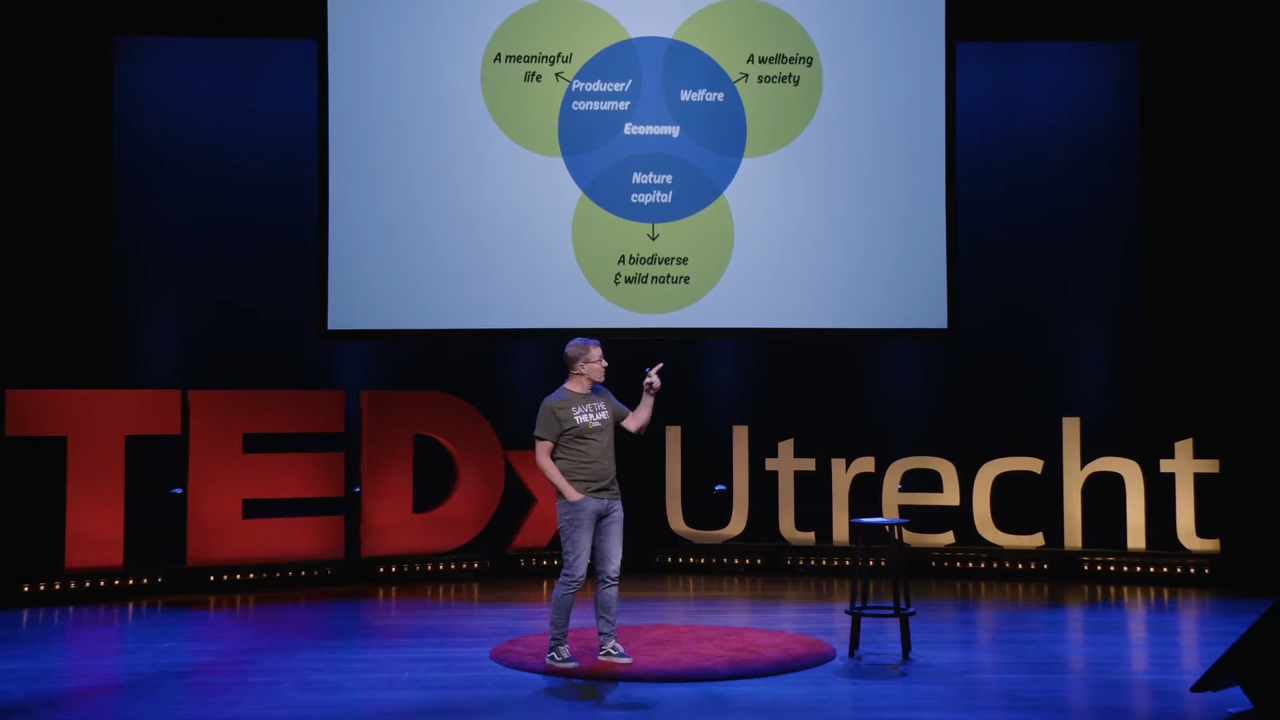 A meaningful
life
A wellbeing
society
Producer/
consumer
Welfare
Economy
Nature
capital
A biodiverse
& wild nature
SAVE THE
THE PLANET
TEDx Utrecht